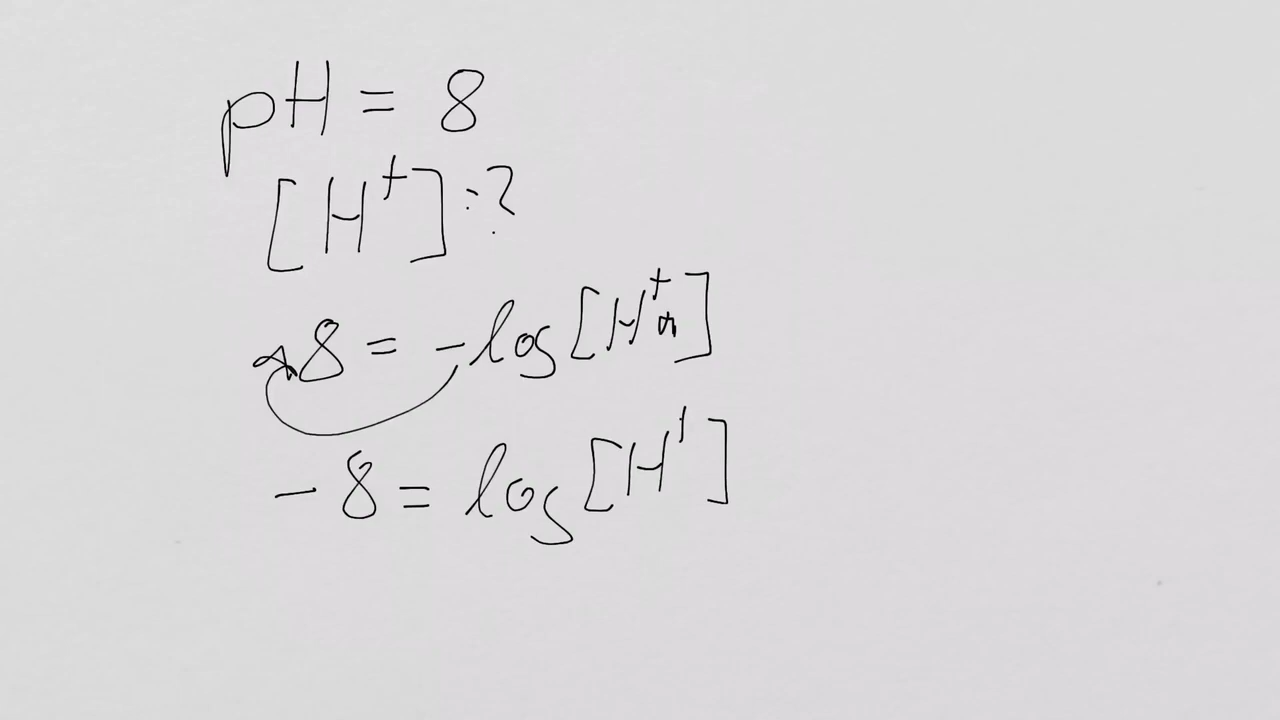 pH = 8
[H⁺] = ?
8 = -log[H⁺]
-8 = log[H⁺]